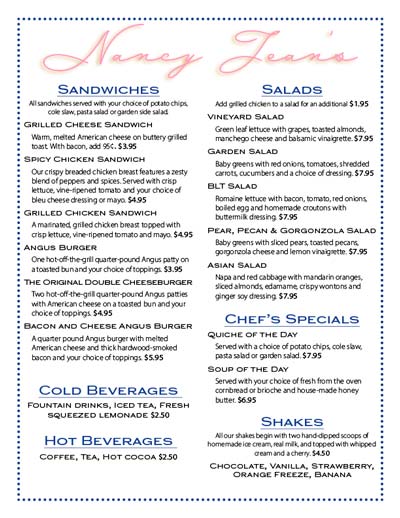 Nancy Jean's
Sandwiches
All sandwiches served with your choice of potato chips,
cole slaw, pasta salad or garden side salad.
Grilled Cheese Sandwich
Warm, melted American cheese on buttery grilled
toast. With bacon, add 95¢. $3.95
Spicy Chicken Sandwich
Our crispy breaded chicken breast features a zesty
blend of peppers and spices. Served with crisp
lettuce, vine-ripened tomato and your choice of
bleu cheese dressing or mayo. $4.95
Grilled Chicken Sandwich
A marinated, grilled chicken breast topped with
crisp lettuce, vine-ripened tomato and mayo. $4.95
Angus Burger
One hot-off-the-grill quarter-pound Angus patty on
a toasted bun and your choice of toppings. $3.95
The Original Double Cheeseburger
Two hot-off-the-grill quarter-pound Angus patties
with American cheese on a toasted bun and your
choice of toppings. $4.95
Bacon and Cheese Angus Burger
A quarter pound Angus burger with melted
American cheese and thick hardwood-smoked
bacon and your choice of toppings. $5.95
Cold Beverages
Fountain drinks, Iced tea, Fresh
squeezed lemonade $2.50
Hot Beverages
Coffee, Tea, Hot cocoa $2.50
Salads
Add grilled chicken to a salad for an additional $1.95
Vineyard Salad
Green leaf lettuce with grapes, toasted almonds,
manchego cheese and balsamic vinaigrette. $7.95
Garden Salad
Baby greens with red onions, tomatoes, shredded
carrots, cucumbers and a choice of dressing. $7.95
BLT Salad
Romaine lettuce with bacon, tomato, red onions,
boiled egg and homemade croutons with
buttermilk dressing. $7.95
Pear, Pecan & Gorgonzola Salad
Baby greens with sliced pears, toasted pecans,
gorgonzola cheese and lemon vinaigrette. $7.95
Asian Salad
Napa and red cabbage with mandarin oranges,
sliced almonds, edamame, crispy wontons and
ginger soy dressing. $7.95
Chef's Specials
Quiche of the Day
Served with a choice of potato chips, cole slaw,
pasta salad or garden salad. $7.95
Soup of the Day
Served with your choice of fresh from the oven
cornbread or brioche and house-made honey
butter. $6.95
Shakes
All our shakes begin with two hand-dipped scoops of
homemade ice cream, real milk, and topped with whipped
cream and a cherry. $4.50
Chocolate, Vanilla, Strawberry,
Orange Freeze, Banana